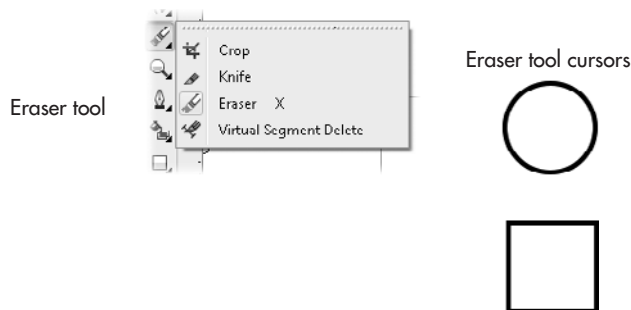 Crop
Eraser tool cursors
Knife
Eraser tool
Eraser X
Virtual Segment Delete